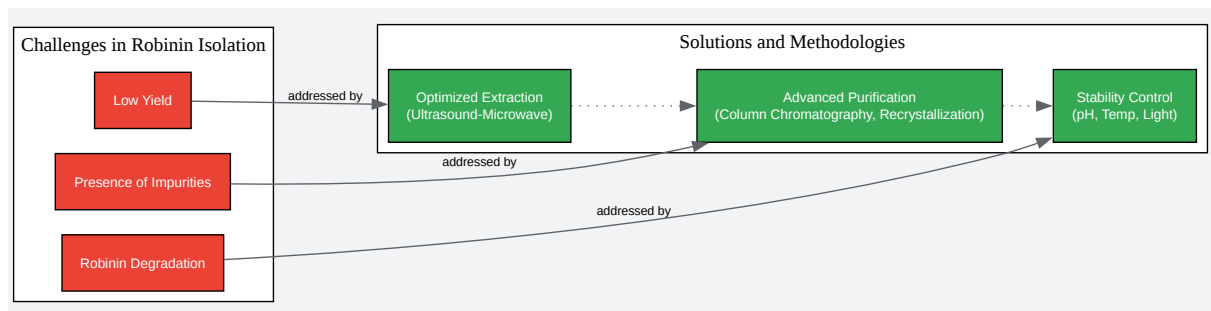 Challenges in Robinin Isolation
Low Yield
Presence of Impurities
Robinin Degradation
addressed by
addressed by
addressed by
Solutions and Methodologies
Optimized Extraction
(Ultrasound-Microwave)
Advanced Purification
(Column Chromatography, Recrystallization)
Stability Control
(pH, Temp, Light)